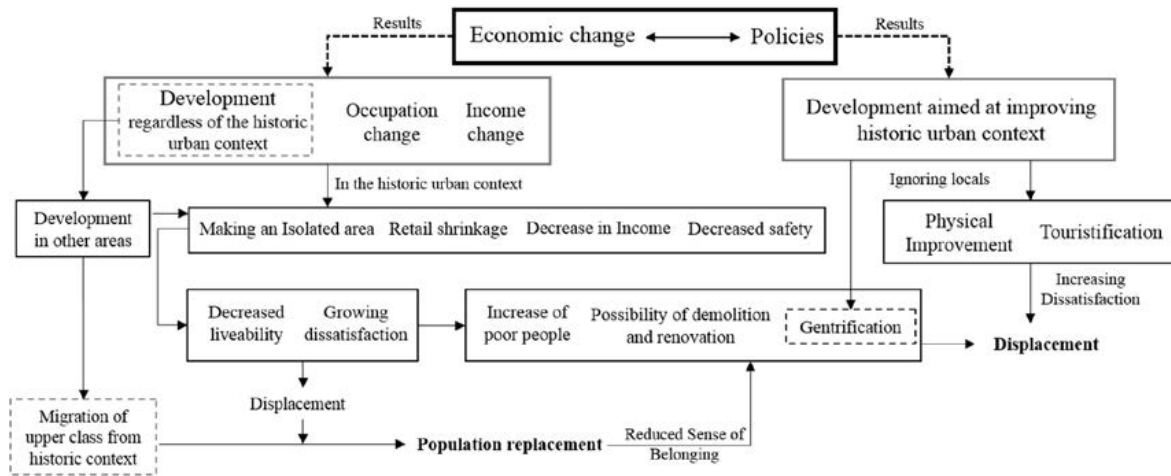 Results
Economic change
Policies
Results
Development
regardless of the historic
urban context
Occupation
change
Income
change
Development aimed at improving
historic urban context
In the historic urban context
Ignoring locals
Development
in other areas
Making an Isolated area
Retail shrinkage
Decrease in Income
Decreased safety
Physical
Improvement
Touristification
Increasing
Dissatisfaction
Decreased
liveability
Growing
dissatisfaction
Increase of
poor people
Possibility of demolition
and renovation
Gentrification
Displacement
Displacement
Migration of
upper class from
historic context
Population replacement
Reduced Sense of
Belonging